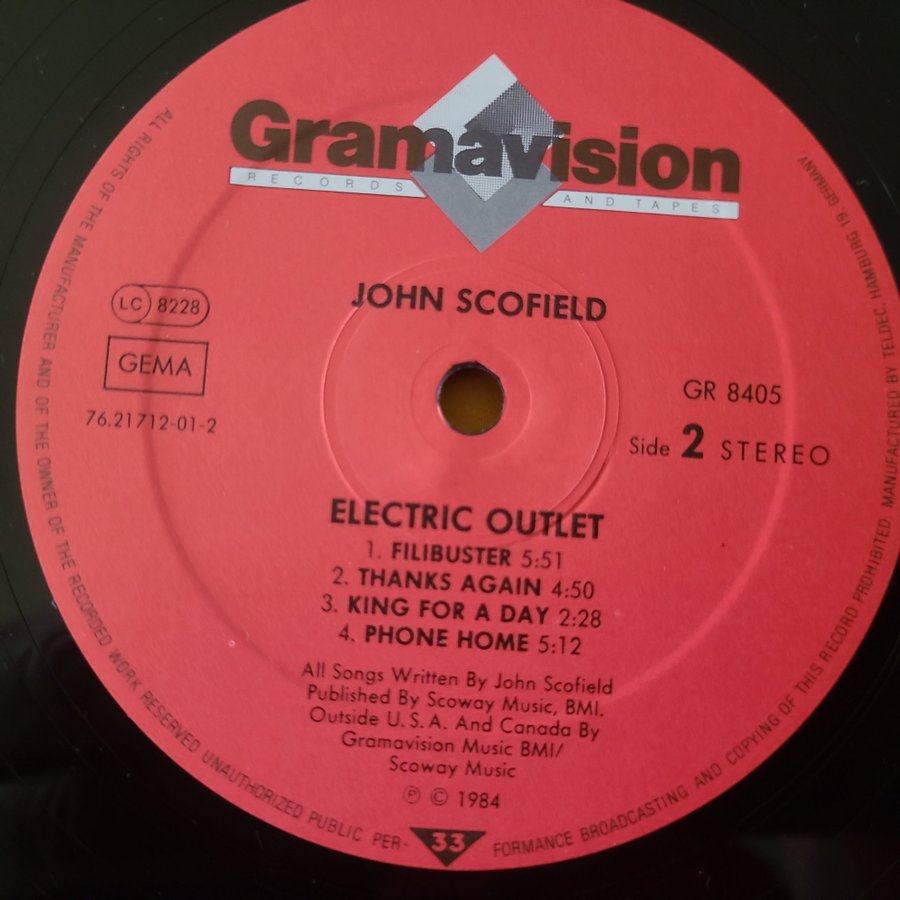 Gramavision
RECORDS AND TAPES
JOHN SCOFIELD
LC 8228
GEMA
76.21712-01-2
GR 8405
Side 2 STEREO
ELECTRIC OUTLET
1. FILIBUSTER 5:51
2. THANKS AGAIN 4:50
3. KING FOR A DAY 2:28
4. PHONE HOME 5:12
All Songs Written By John Scofield
Published By Scoway Music, BMI.
Outside U.S.A. And Canada By
Gramavision Music BMI/
Scoway Music
℗ © 1984
33
ALL RIGHTS OF THE MANUFACTURER AND OF THE OWNER OF THE RECORDED WORK RESERVED UNAUTHORIZED PUBLIC PER-FORMANCE BROADCASTING AND COPYING OF THIS RECORD PROHIBITED. MANUFACTURED BY TELDEC, HAMBURG 19, GERMANY